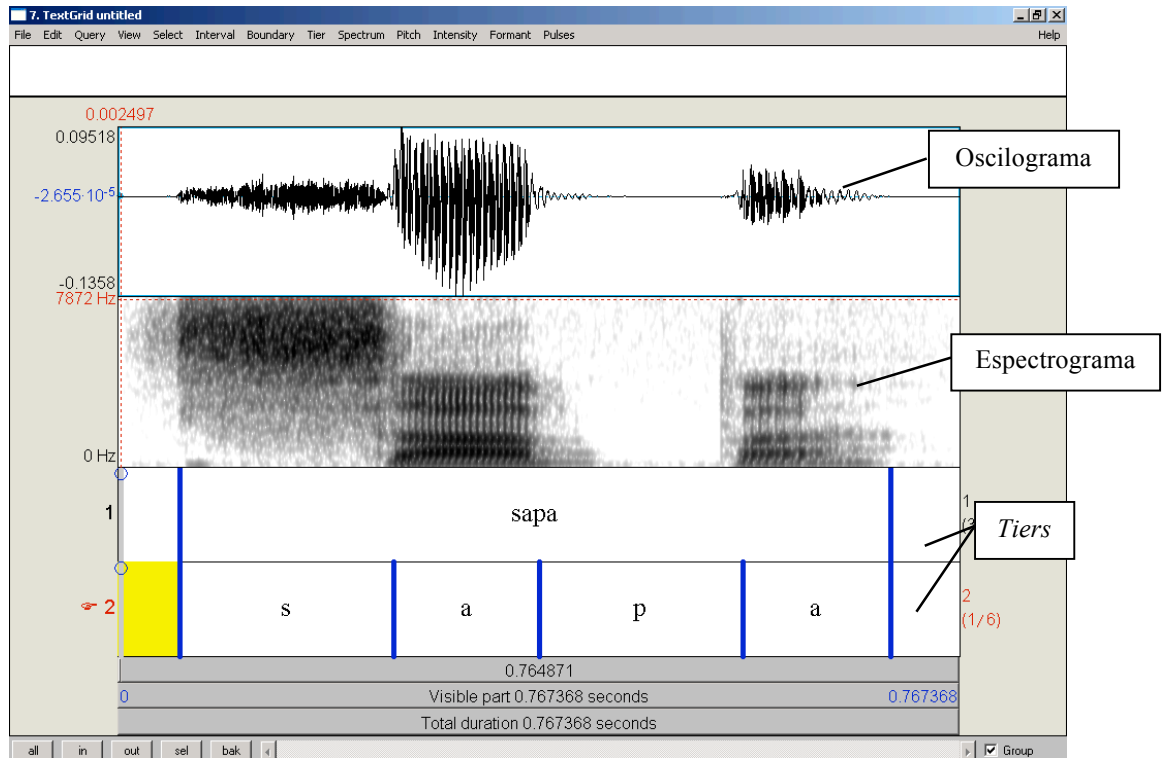 7. TextGrid untitled
File Edit Query View Select Interval Boundary Tier Spectrum Pitch Intensity Formant Pulses Help
0.002497
0.09518
-2.655·10-5
-0.1358
7872 Hz
0 Hz
Oscilograma
Espectrograma
1 sapa 1
(3
Tiers
2 s a p a 2
(1/6)
0.764871
0 Visible part 0.767368 seconds 0.767368
Total duration 0.767368 seconds
all in out sel bak Group